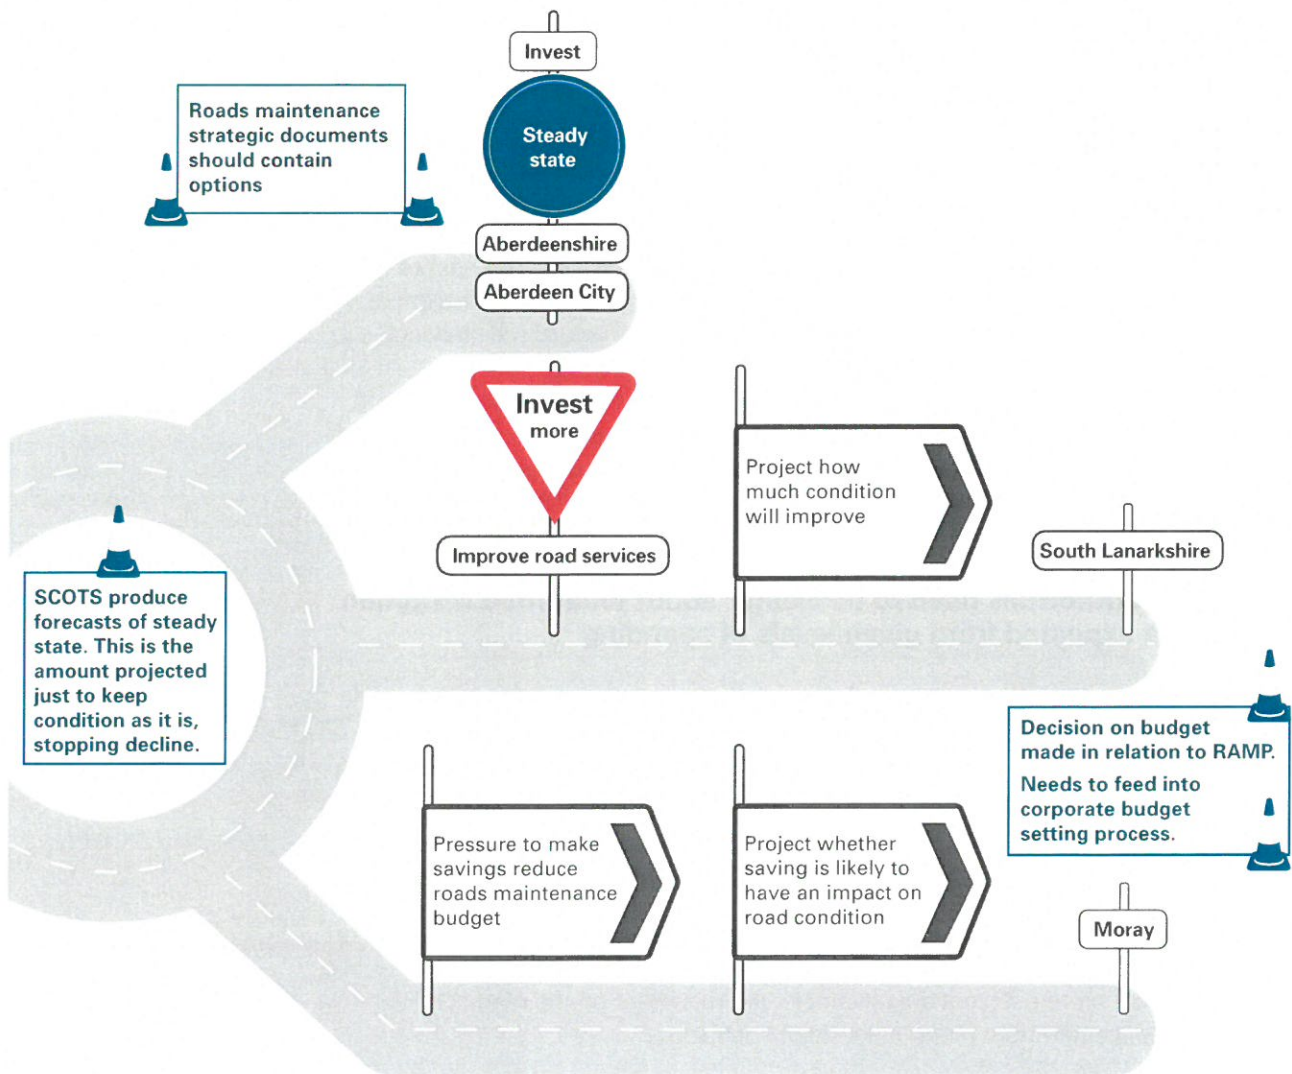 Invest
Steady
state
Aberdeenshire
Aberdeen City
Roads maintenance
strategic documents
should contain
options
Invest
more
Improve road services
Project how
much condition
will improve
South Lanarkshire
SCOTS produce
forecasts of steady
state. This is the
amount projected
just to keep
condition as it is,
stopping decline.
Decision on budget
made in relation to RAMP.
Needs to feed into
corporate budget
setting process.
Pressure to make
savings reduce
roads maintenance
budget
Project whether
saving is likely to
have an impact on
road condition
Moray